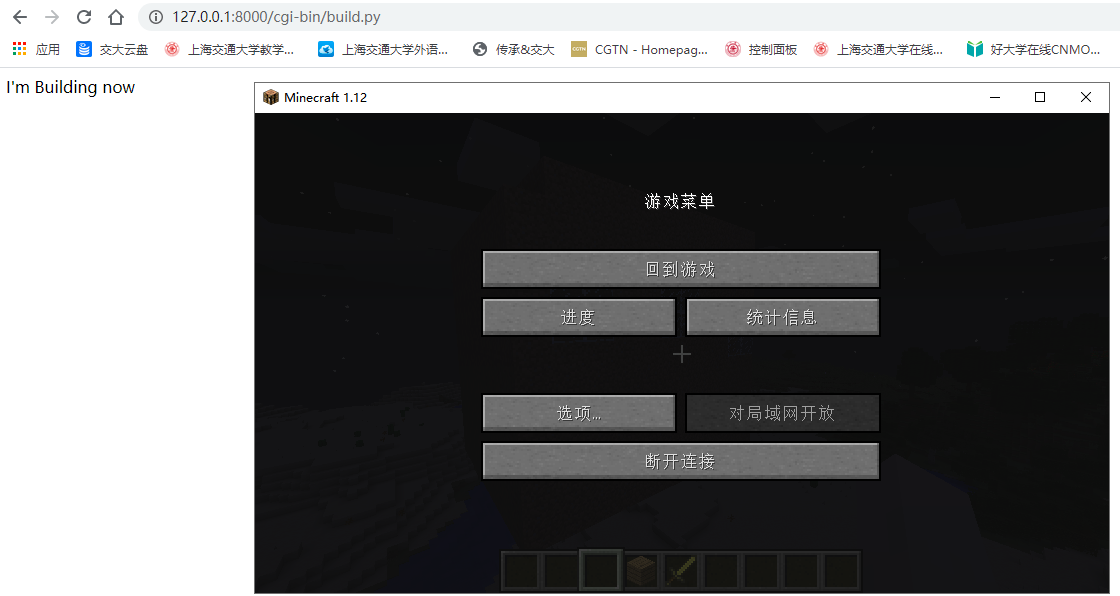 127.0.0.1:8000/cgi-bin/build.py
应用 交大云盘 上海交通大学教学... 上海交通大学外语... 传承&交大 CGTN CGTN - Homepag... 控制面板 上海交通大学在线... 好大学在线CNMO...
I'm Building now
Minecraft 1.12
游戏菜单
回到游戏
进度 统计信息
选项... 对局域网开放
断开连接